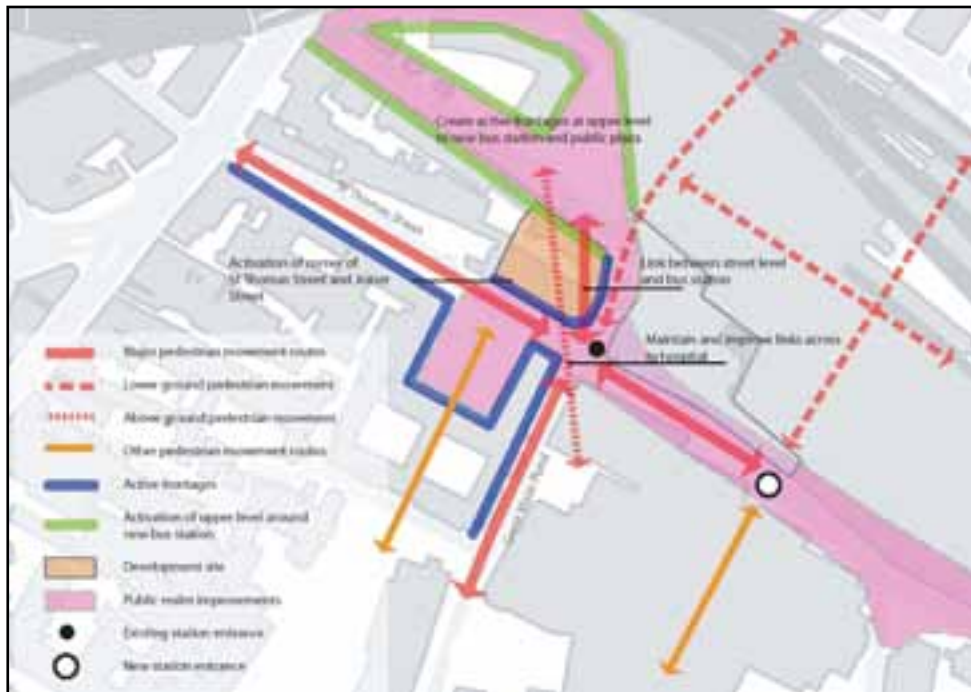 Create active frontages at upper level
to new bus station and public plaza
St Thomas Street
Activation of corner of
St Thomas Street and Joiner
Street
Link between street level
and bus station
Maintain and improve links across
to hospital
Major pedestrian movement routes
Lower ground pedestrian movement
Above ground pedestrian movement
Other pedestrian movement routes
Active frontages
Activation of upper level around
new bus station
Development site
Public realm improvements
Existing station entrance
New station entrance